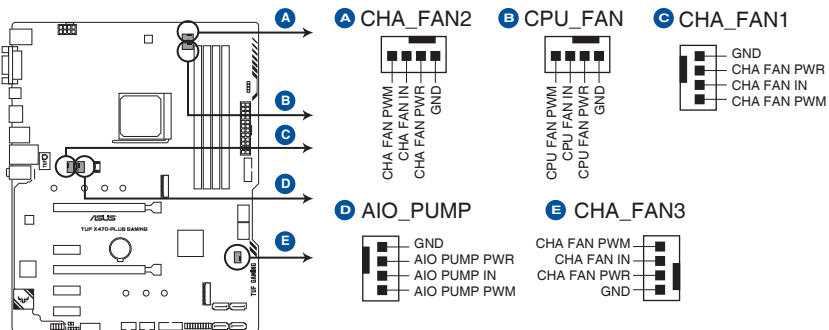 A
B
C
D
E
A CHA_FAN2
CHA FAN PWM
CHA FAN IN
CHA FAN PWR
GND
B CPU_FAN
CPU FAN PWM
CPU FAN IN
CPU FAN PWR
GND
C CHA_FAN1
GND
CHA FAN PWR
CHA FAN IN
CHA FAN PWM
D AIO_PUMP
GND
AIO PUMP PWR
AIO PUMP IN
AIO PUMP PWM
E CHA_FAN3
CHA FAN PWM
CHA FAN IN
CHA FAN PWR
GND
TUF
ASUS
TUF X470-PLUS GAMING
TUF GAMING